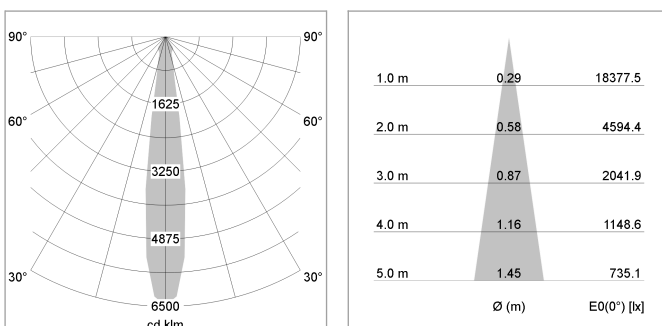 90° 90°
1625
60° 60°
3250
4875
30° 30°
6500
cd klm
1.0 m 0.29 18377.5
2.0 m 0.58 4594.4
3.0 m 0.87 2041.9
4.0 m 1.16 1148.6
5.0 m 1.45 735.1
Ø (m) E0(0°) [lx]